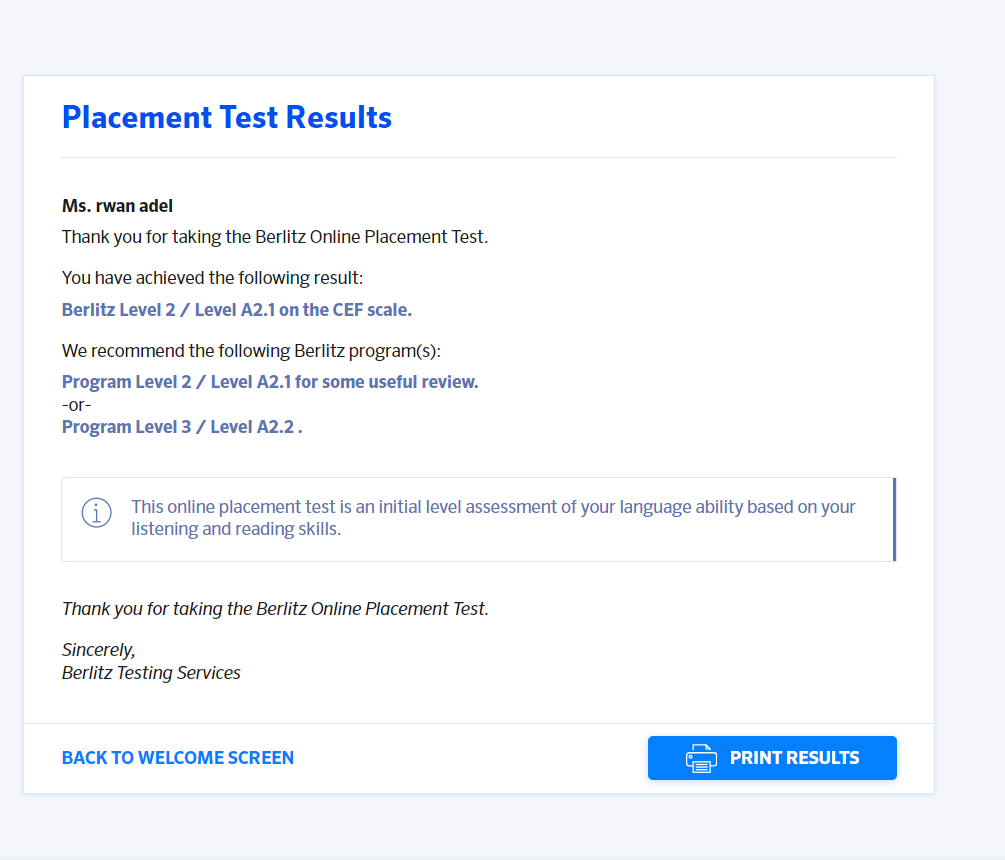 Placement Test Results
Ms. rwan adel
Thank you for taking the Berlitz Online Placement Test.
You have achieved the following result:
Berlitz Level 2 / Level A2.1 on the CEF scale.
We recommend the following Berlitz program(s):
Program Level 2 / Level A2.1 for some useful review.
-or-
Program Level 3 / Level A2.2 .
This online placement test is an initial level assessment of your language ability based on your
listening and reading skills.
Thank you for taking the Berlitz Online Placement Test.
Sincerely,
Berlitz Testing Services
BACK TO WELCOME SCREEN
PRINT RESULTS